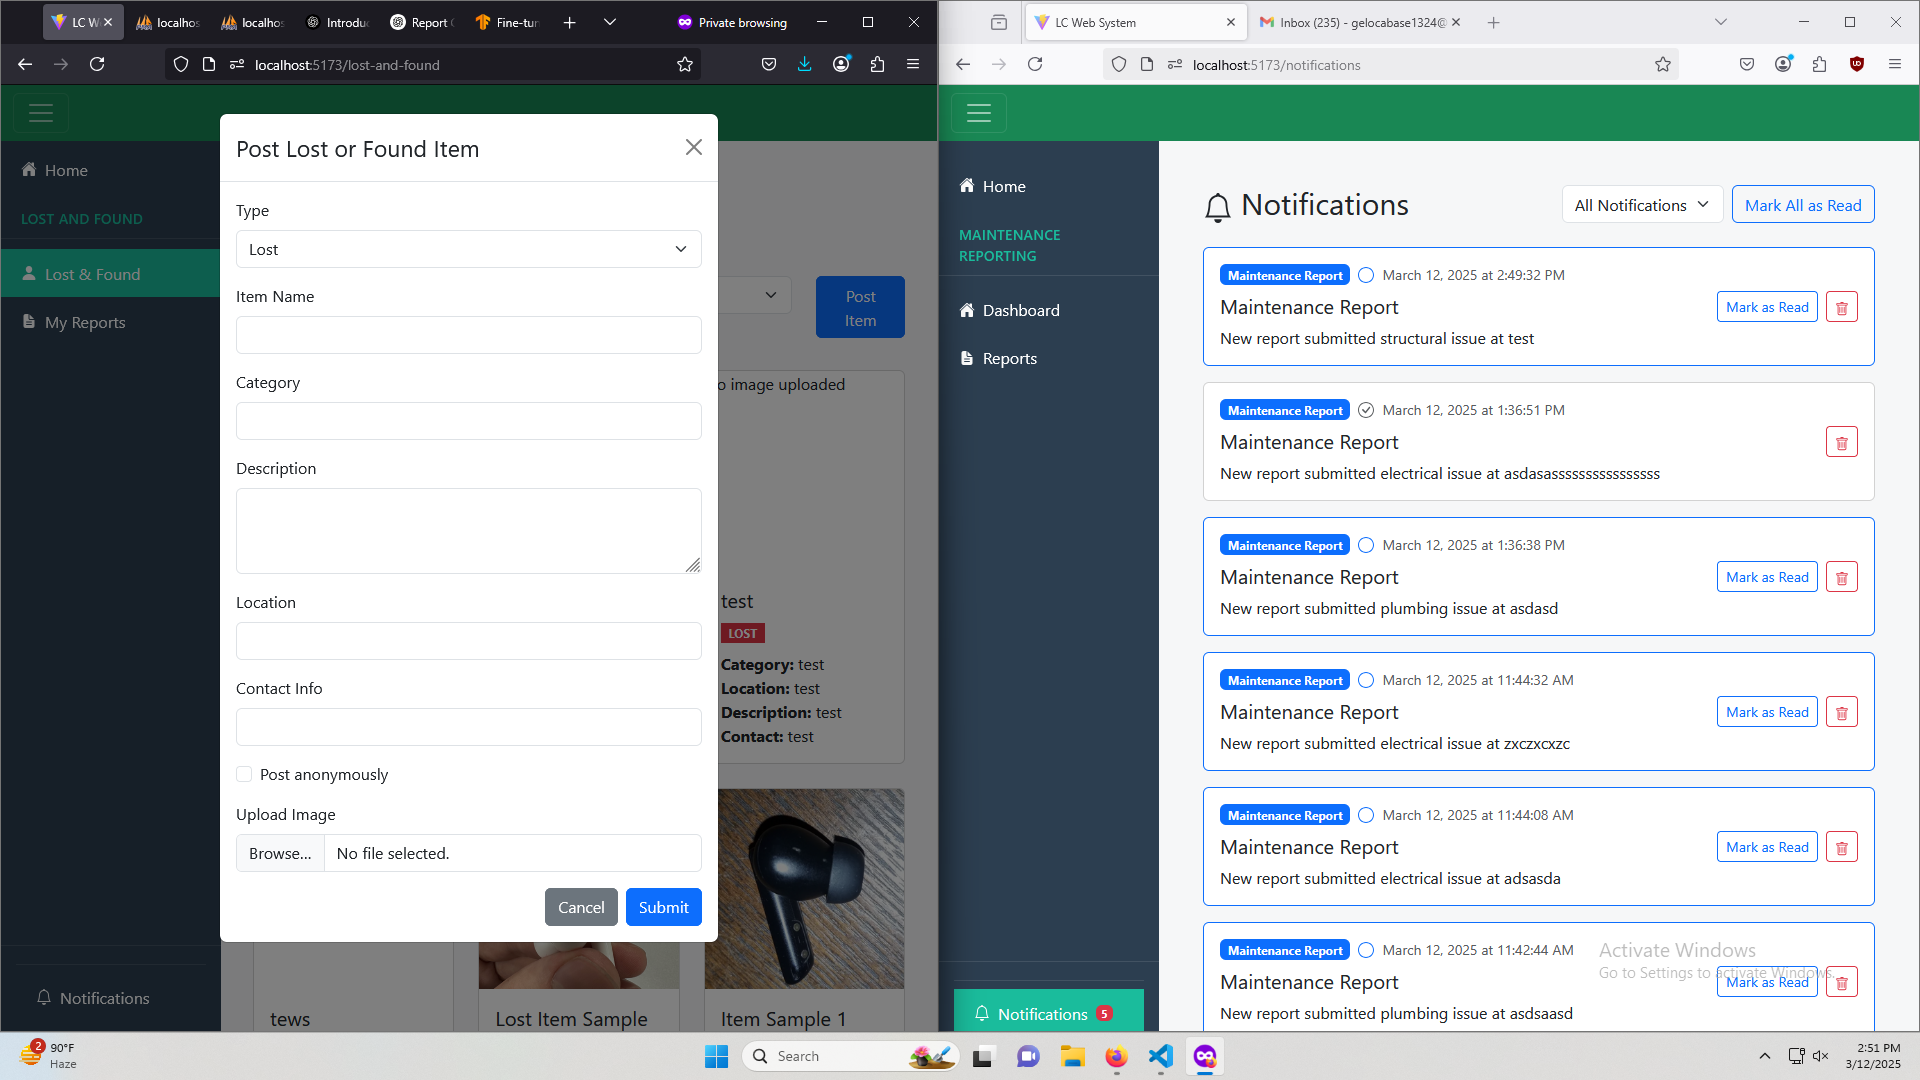 LC W
localhos
localhos
Introduc
Report
Fine-tur
Private browsing
localhost:5173/lost-and-found
Home
LOST AND FOUND
Lost & Found
My Reports
Notifications
Post Lost or Found Item
Type
Lost
Item Name
Category
Description
Location
Contact Info
Post anonymously
Upload Image
Browse...
No file selected.
Cancel
Submit
Post
Item
o image uploaded
test
LOST
Category: test
Location: test
Description: test
Contact: test
tews
Lost Item Sample
Item Sample 1
LC Web System
Inbox (235) - gelocabase1324@
localhost:5173/notifications
Home
MAINTENANCE
REPORTING
Dashboard
Reports
Notifications 5
Notifications
All Notifications
Mark All as Read
Maintenance Report
March 12, 2025 at 2:49:32 PM
Maintenance Report
New report submitted structural issue at test
Mark as Read
Maintenance Report
March 12, 2025 at 1:36:51 PM
Maintenance Report
New report submitted electrical issue at asdasasssssssssssssssss
Maintenance Report
March 12, 2025 at 1:36:38 PM
Maintenance Report
New report submitted plumbing issue at asdasd
Mark as Read
Maintenance Report
March 12, 2025 at 11:44:32 AM
Maintenance Report
New report submitted electrical issue at zxczxcxzc
Mark as Read
Maintenance Report
March 12, 2025 at 11:44:08 AM
Maintenance Report
New report submitted electrical issue at adsasda
Mark as Read
Maintenance Report
March 12, 2025 at 11:42:44 AM
Maintenance Report
New report submitted plumbing issue at asdsaasd
Mark as Read
Activate Windows
Go to Settings to activate Windows.
2
90°F
Haze
Search
2:51 PM
3/12/2025